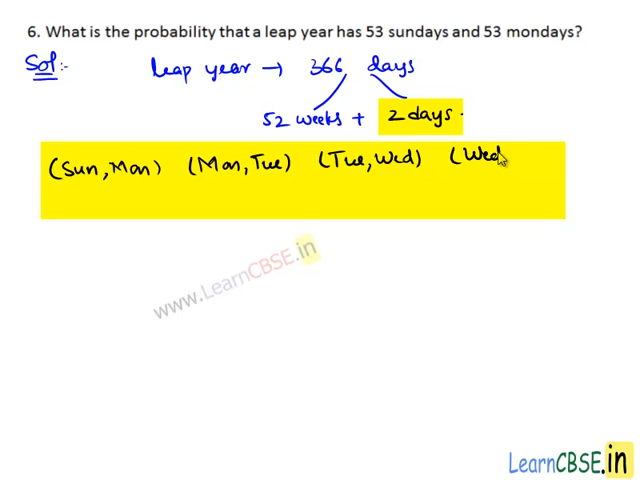 6. What is the probability that a leap year has 53 sundays and 53 mondays?
Sol:-
leap year → 366 days
52 weeks + 2 days.
(Sun, Mon) (Mon, Tue) (Tue, Wed) (Wed
www.LearnCBSE.in
LearnCBSE.in